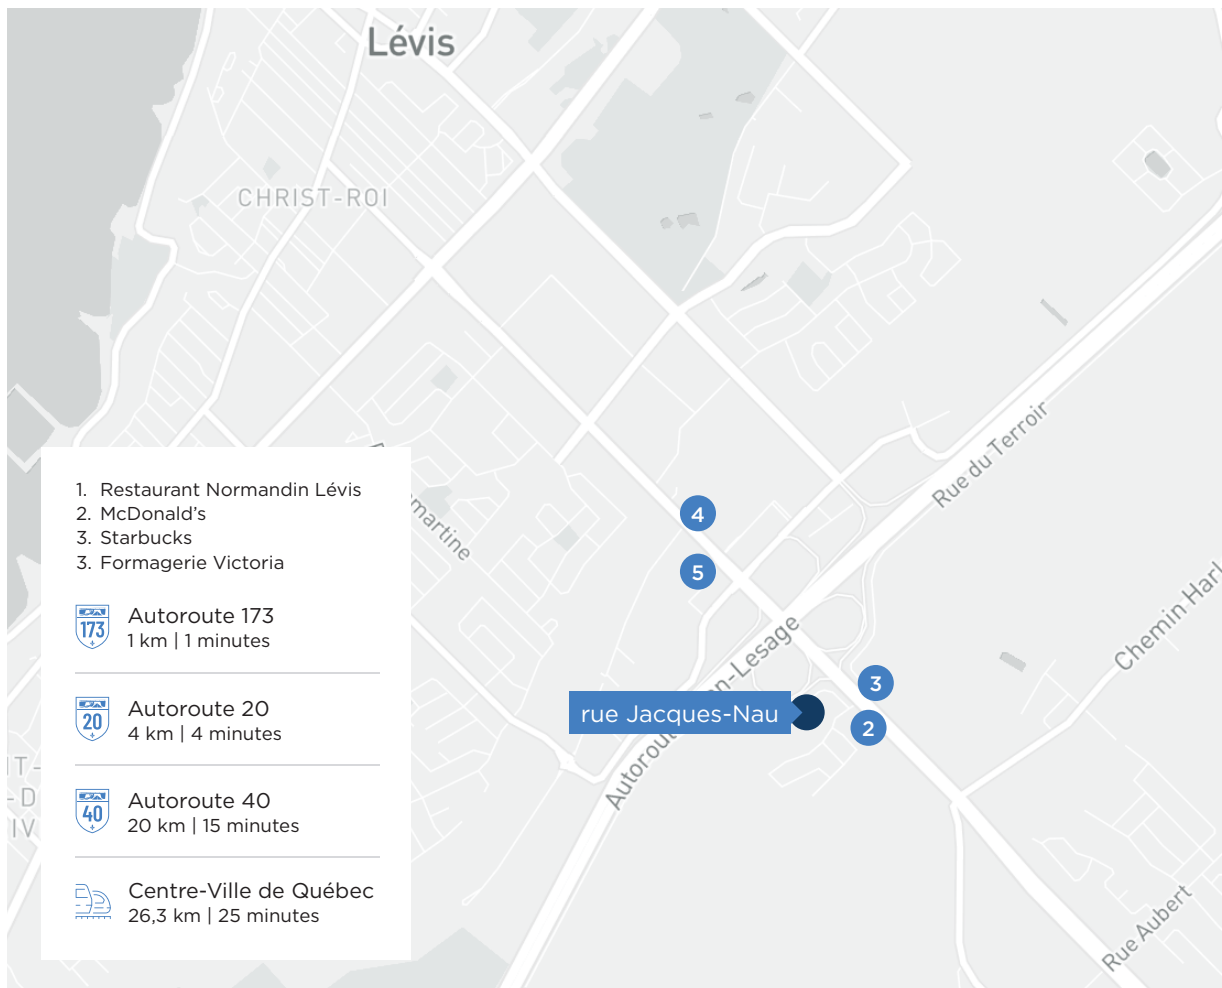 Lévis
CHRIST-ROI
Rue du Terroir
1. Restaurant Normandin Lévis
2. McDonald's
3. Starbucks
3. Formagerie Victoria
4
5
173
Autoroute 173
1 km | 1 minutes
20
Autoroute 20
4 km | 4 minutes
40
Autoroute 40
20 km | 15 minutes
Centre-Ville de Québec
26,3 km | 25 minutes
rue Jacques-Nau
3
2
Chemin Harl
Rue Aubert